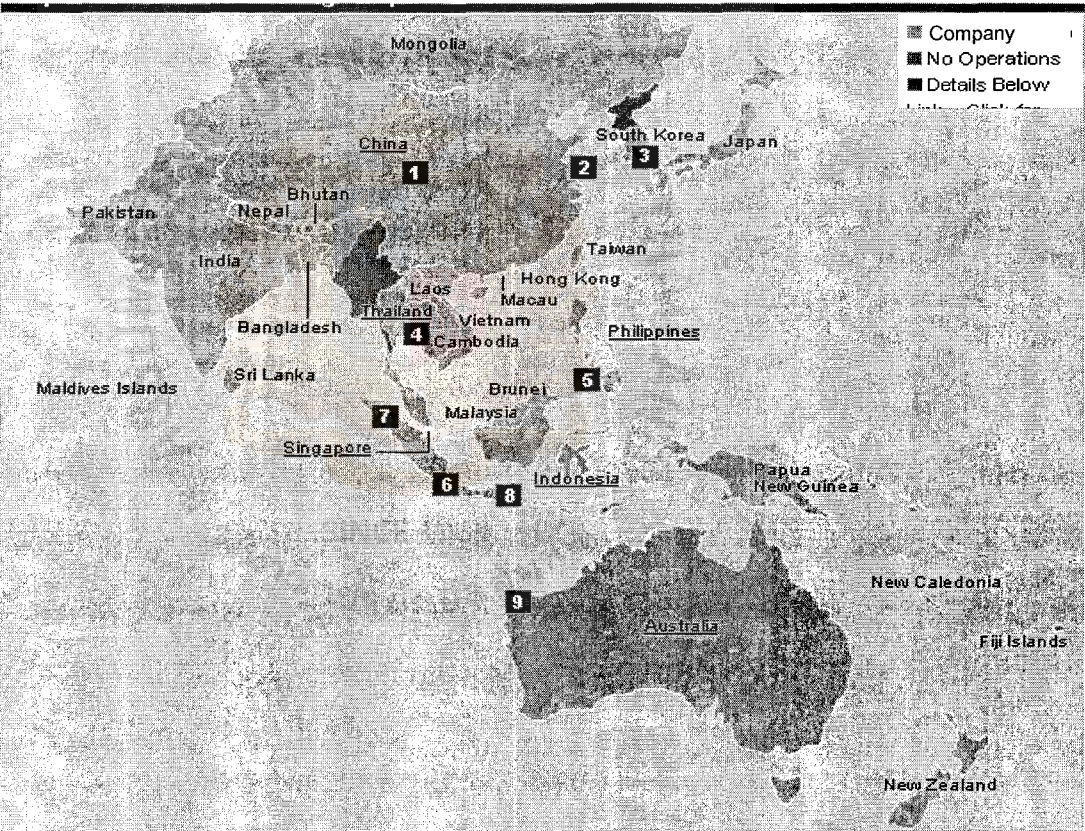 Company
No Operations
Details Below
Mongolia
China
1
2
South Korea
3
Japan
Bhutan
Nepal
Pakistan
India
Taiwan
Hong Kong
Macau
Laos
Thailand
Vietnam
4
Cambodia
Philippines
Bangladesh
Sri Lanka
Maldives Islands
Brunei
5
7
Malaysia
Singapore
6
8
Indonesia
Papua
New Guinea
New Caledonia
9
Australia
Fiji Islands
New Zealand